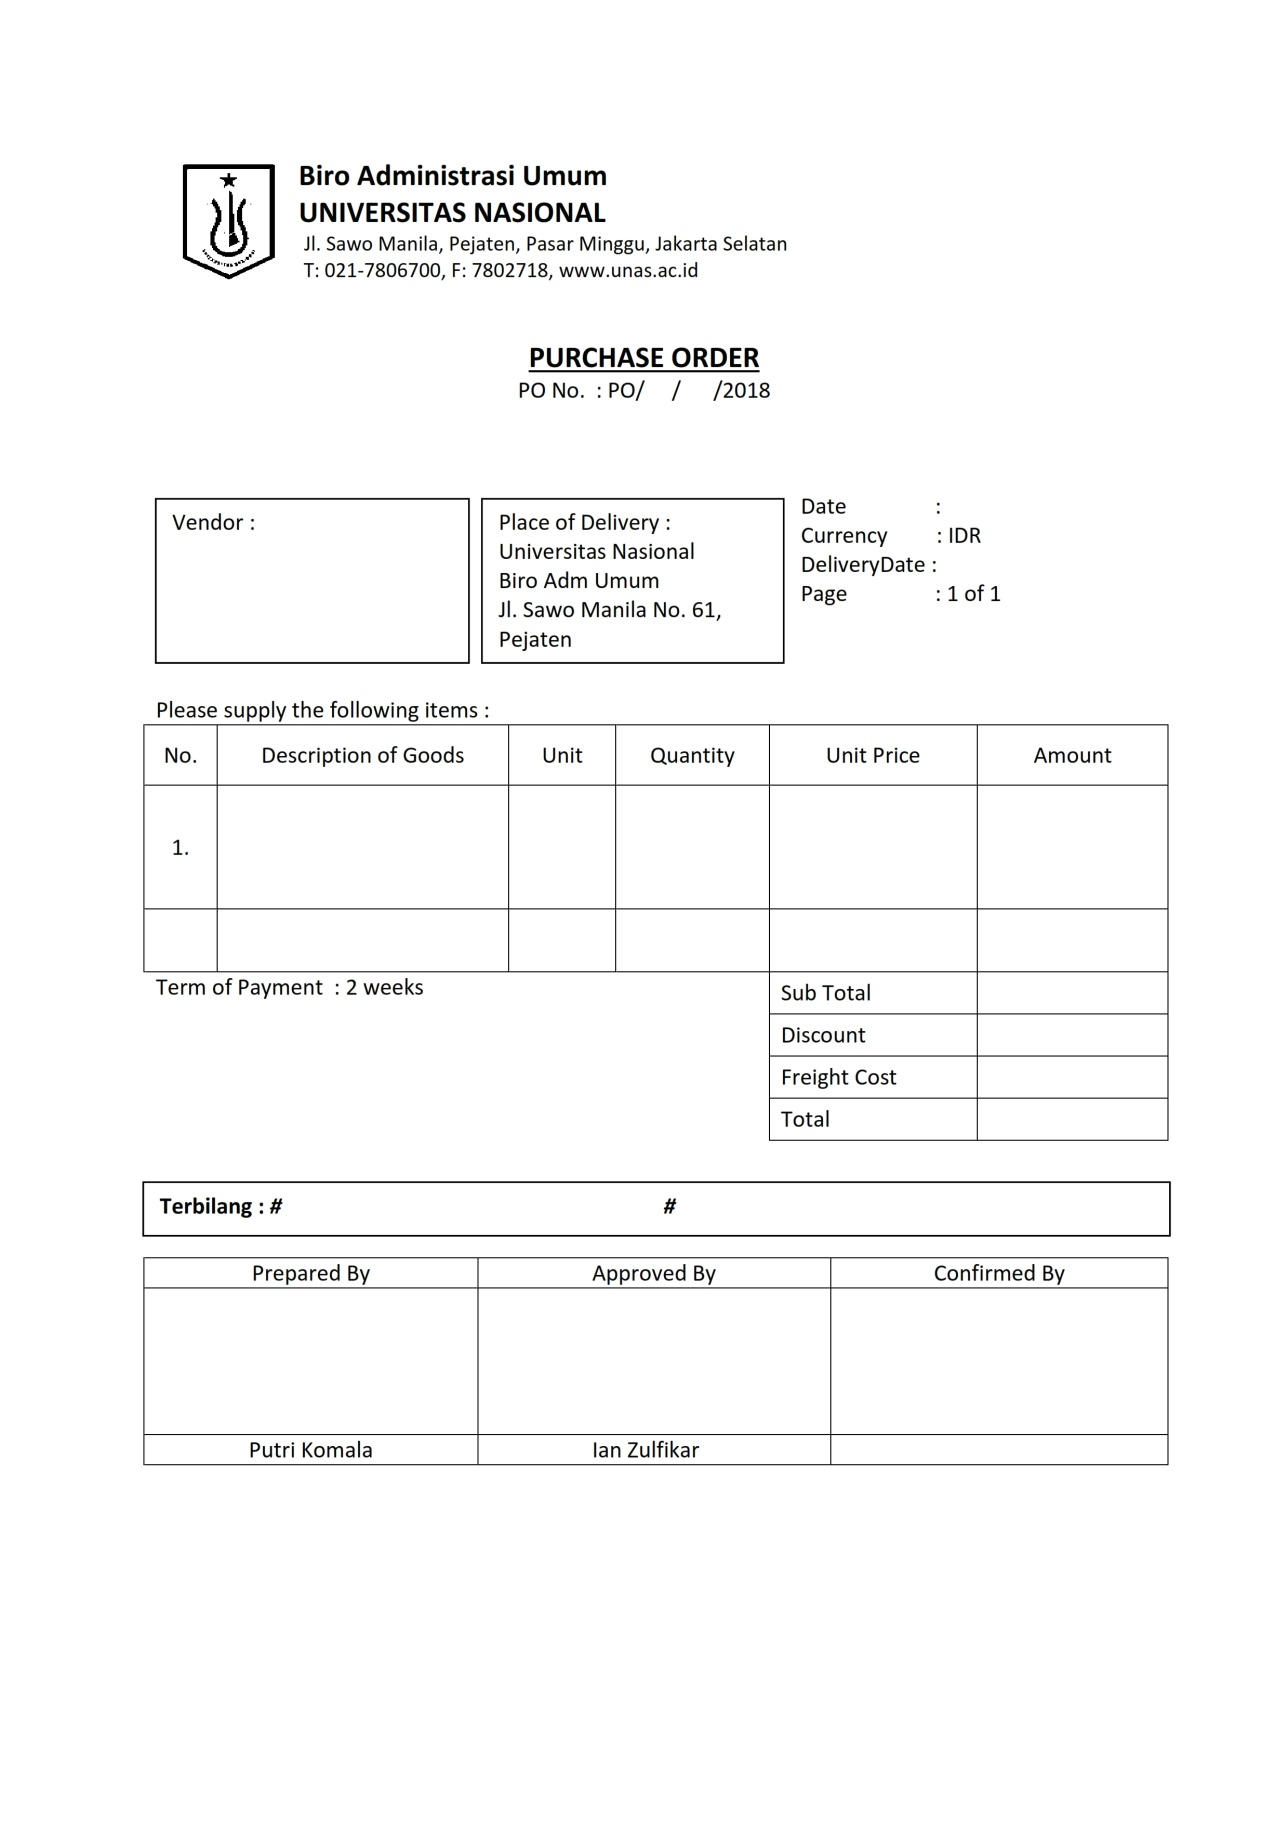 Biro Administrasi Umum
UNIVERSITAS NASIONAL
Jl. Sawo Manila, Pejaten, Pasar Minggu, Jakarta Selatan
T: 021-7806700, F: 7802718, www.unas.ac.id
PURCHASE ORDER
PO No.  : PO/    /     /2018
Vendor :
Place of Delivery :
Universitas Nasional
Biro Adm Umum
Jl. Sawo Manila No. 61,
Pejaten
Date :
Currency : IDR
DeliveryDate :
Page : 1 of 1
Please supply the following items :
No. Description of Goods Unit Quantity Unit Price Amount
1.
Term of Payment  : 2 weeks
Sub Total
Discount
Freight Cost
Total
Terbilang : # #
Prepared By Approved By Confirmed By
Putri Komala Ian Zulfikar